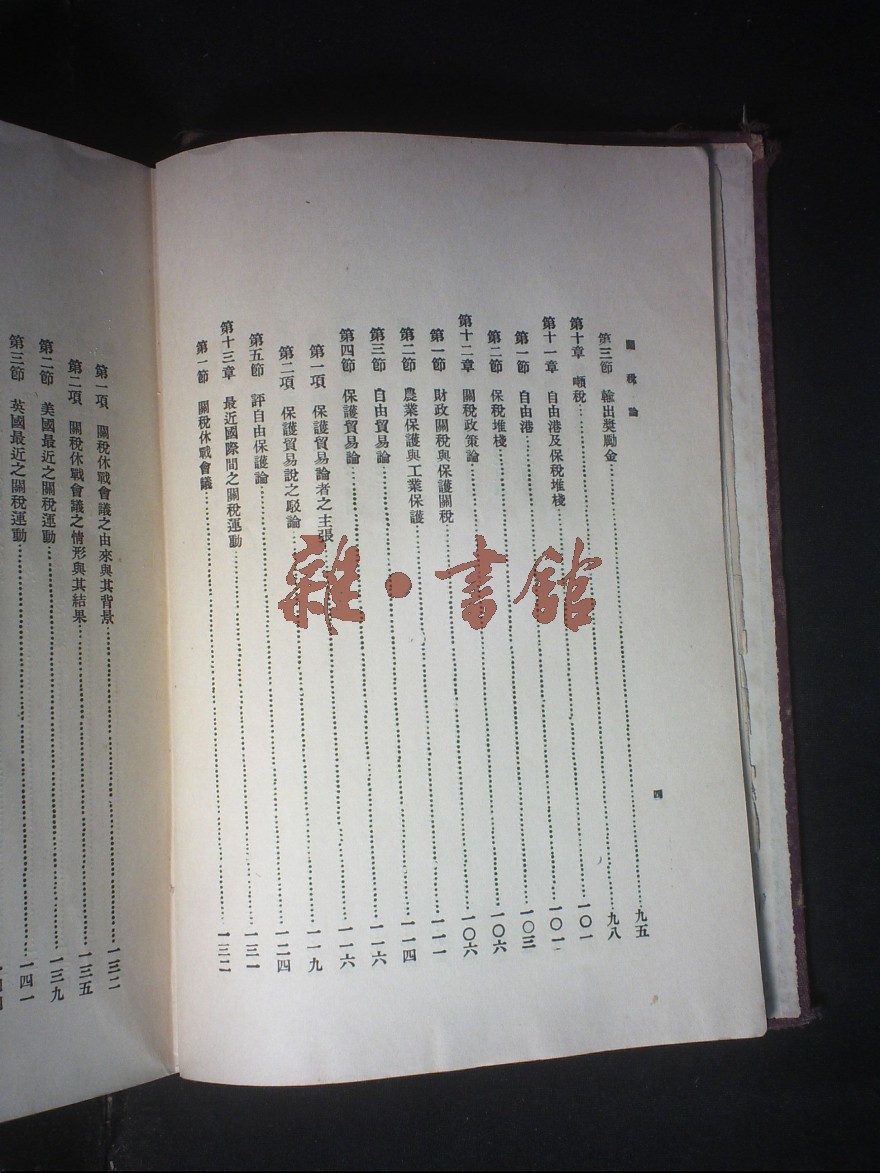 關稅論 四
第三節 輸出獎勵金……九五
第十章 噸稅……九八
第十一章 自由港及保稅堆棧……一〇一
第一節 自由港……一〇一
第二節 保稅堆棧……一〇三
第十二章 關稅政策論……一〇六
第一節 財政關稅與保護關稅……一〇六
第二節 農業保護與工業保護……一一一
第三節 自由貿易論……一一四
第四節 保護貿易論……一一六
第一項 保護貿易論者之主張……一一六
第二項 保護貿易說之駁論……一一九
第五節 評自由保護論……一二四
第十三章 最近國際間之關稅運動……一三一
第一節 關稅休戰會議……一三二
第一項 關稅休戰會議之由來與其背景……一三二
第二項 關稅休戰會議之情形與其結果……一三五
第二節 美國最近之關稅運動……一三九
第三節 英國最近之關稅運動……一四一
雜·書館